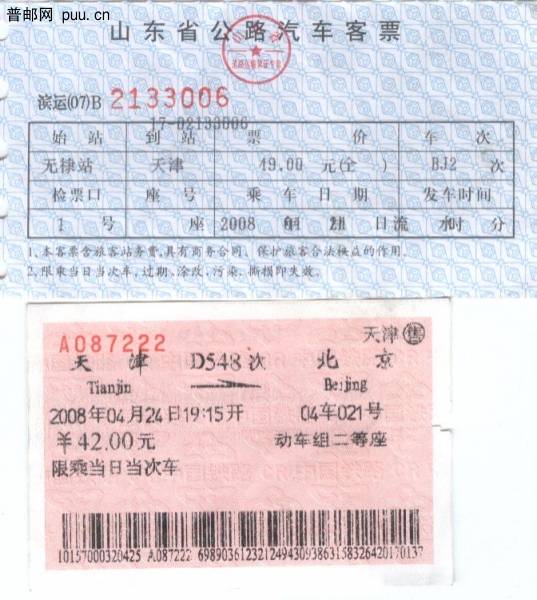 普邮网 puu.cn
山东省公路汽车客票
滨运(07)B 2133006
17-02133006
始 站 到 站 票 价 车 次
无棣站 天津 49.00 元(全 ) BJ2 次
检票口 座 号 乘 车 日 期 发车时间
1 号 座 2008 日流水 分
1、本客票含旅客站务费,具有商务合同、保护旅客合法权益的作用。
2、限乘当日当次车,过期、涂改、污染、撕损即失效。
A087222 天津售
天 津 D548次 北 京
Tianjin Beijing
2008年04月24日19:15开 04车021号
￥42.00元 动车组二等座
限乘当日当次车
10157000320425 A087222 69890361232124943093863158326420170137